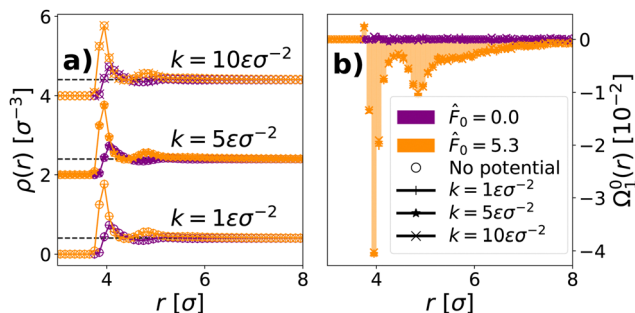 a)
6
4
2
0
ρ(r) [σ⁻³]
k = 10εσ⁻²
k = 5εσ⁻²
k = 1εσ⁻²
4 6 8
r [σ]
b)
0
−1
−2
−3
−4
Ω₁⁰(r) [10⁻²]
F̂₀ = 0.0
F̂₀ = 5.3
No potential
k = 1εσ⁻²
k = 5εσ⁻²
k = 10εσ⁻²
4 6 8
r [σ]